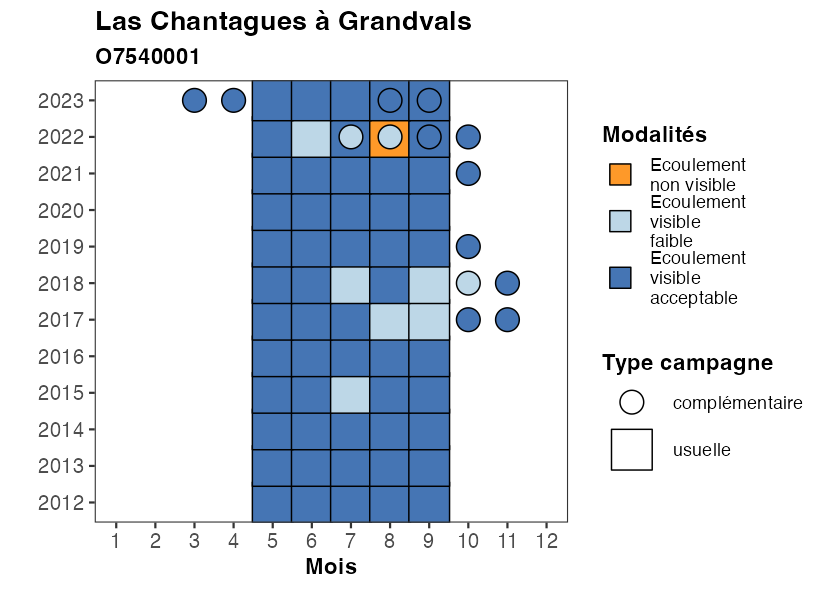 Las Chantagues à Grandvals
O7540001
2023
2022
2021
2020
2019
2018
2017
2016
2015
2014
2013
2012
1 2 3 4 5 6 7 8 9 10 11 12
Mois
Modalités
Ecoulement
non visible
Ecoulement
visible
faible
Ecoulement
visible
acceptable
Type campagne
complémentaire
usuelle